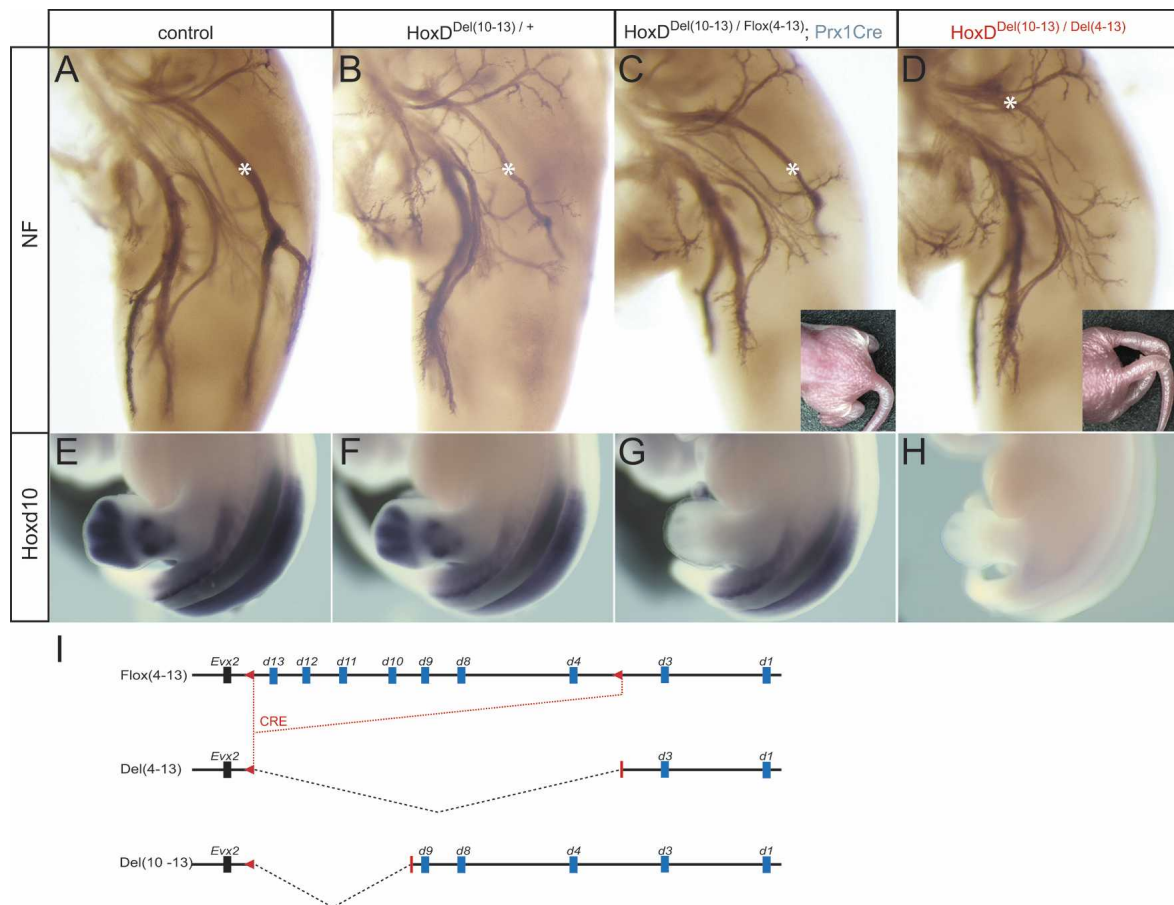 control
HoxD^Del(10-13) / +
HoxD^Del(10-13) / Flox(4-13); Prx1Cre
HoxD^Del(10-13) / Del(4-13)
NF
A
*
B
*
C
*
D
*
Hoxd10
E
F
G
H
I
Evx2 d13 d12 d11 d10 d9 d8 d4 d3 d1
Flox(4-13)
CRE
Evx2 d3 d1
Del(4-13)
Evx2 d9 d8 d4 d3 d1
Del(10 -13)